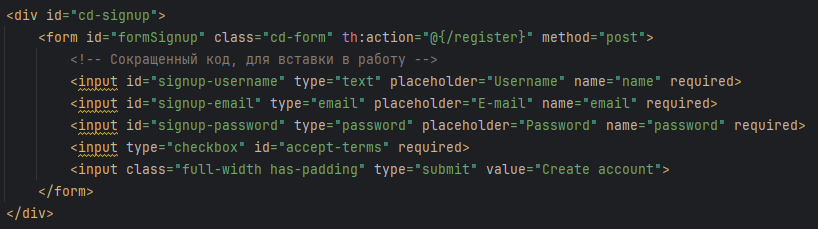 <div id="cd-signup">
<form id="formSignup" class="cd-form" th:action="@{/register}" method="post">
<!-- Сокращенный код, для вставки в работу -->
<input id="signup-username" type="text" placeholder="Username" name="name" required>
<input id="signup-email" type="email" placeholder="E-mail" name="email" required>
<input id="signup-password" type="password" placeholder="Password" name="password" required>
<input type="checkbox" id="accept-terms" required>
<input class="full-width has-padding" type="submit" value="Create account">
</form>
</div>